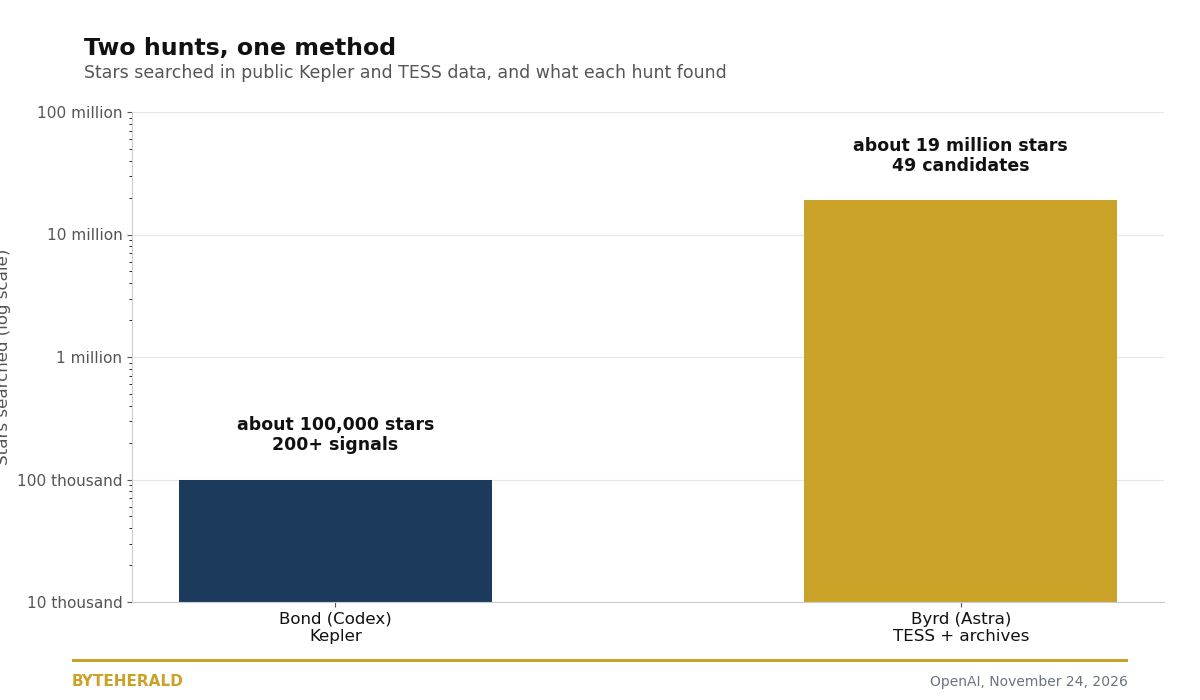 Two hunts, one method
Stars searched in public Kepler and TESS data, and what each hunt found
Stars searched (log scale)
100 million
10 million
1 million
100 thousand
10 thousand
about 100,000 stars
200+ signals
about 19 million stars
49 candidates
Bond (Codex)
Kepler
Byrd (Astra)
TESS + archives
BYTEHERALD
OpenAI, November 24, 2026